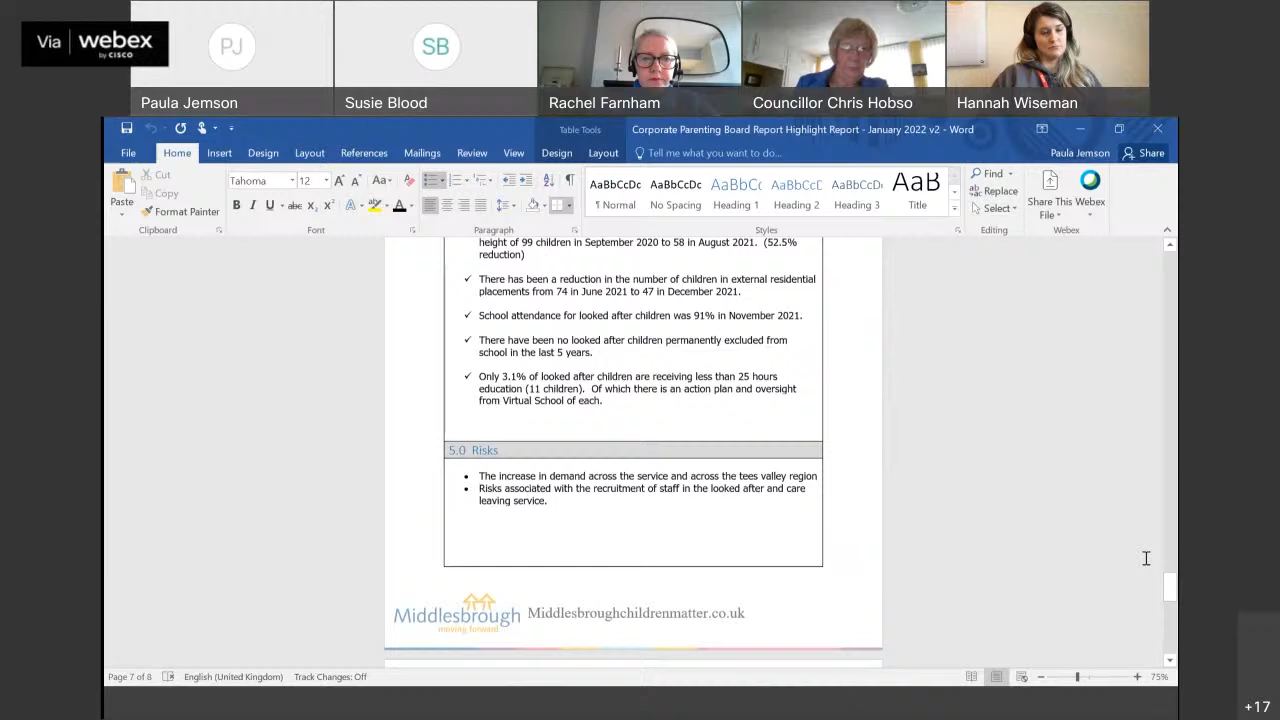 Via webex
by CISCO
PJ
SB
Paula Jemson
Susie Blood
Rachel Farnham
Councillor Chris Hobso
Hannah Wiseman
Table Tools
Corporate Parenting Board Report Highlight Report - January 2022 v2 - Word
File
Home
Insert
Design
Layout
References
Mailings
Review
View
Design
Layout
Tell me what you want to do...
Paula Jemson
Share
Paste
Cut
Copy
Format Painter
Clipboard
Tahoma
12
Font
Paragraph
AaBbCcDc
¶ Normal
AaBbCcDc
No Spacing
AaBbC(
Heading 1
AaBbCcE
Heading 2
AaBbCcD(
Heading 3
AaB
Title
Styles
Find
Replace
Select
Editing
Share This Webex
File
Webex
height of 99 children in September 2020 to 58 in August 2021. (52.5%
reduction)
✓ There has been a reduction in the number of children in external residential
placements from 74 in June 2021 to 47 in December 2021.
✓ School attendance for looked after children was 91% in November 2021.
✓ There have been no looked after children permanently excluded from
school in the last 5 years.
✓ Only 3.1% of looked after children are receiving less than 25 hours
education (11 children). Of which there is an action plan and oversight
from Virtual School of each.
5.0 Risks
• The increase in demand across the service and across the tees valley region
• Risks associated with the recruitment of staff in the looked after and care
leaving service.
Middlesbrough
moving forward
Middlesbroughchildrenmatter.co.uk
Page 7 of 8
English (United Kingdom)
Track Changes: Off
75%
+17